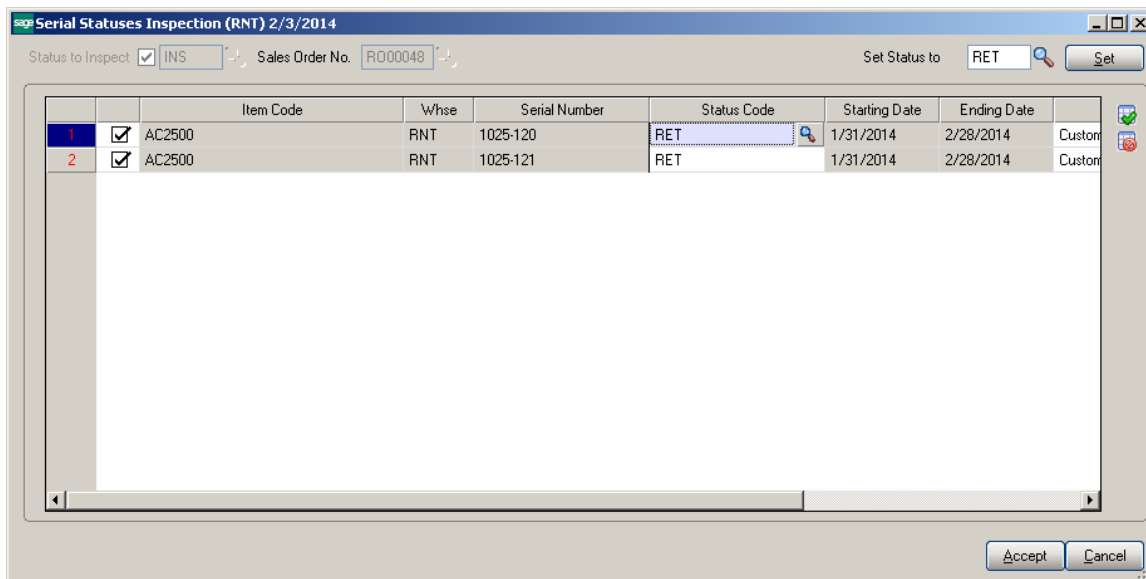 sage Serial Statuses Inspection (RNT) 2/3/2014
Status to Inspect INS Sales Order No. RO00048 Set Status to RET Set
Item Code Whse Serial Number Status Code Starting Date Ending Date
1 AC2500 RNT 1025-120 RET 1/31/2014 2/28/2014 Custom
2 AC2500 RNT 1025-121 RET 1/31/2014 2/28/2014 Custom
Accept Cancel